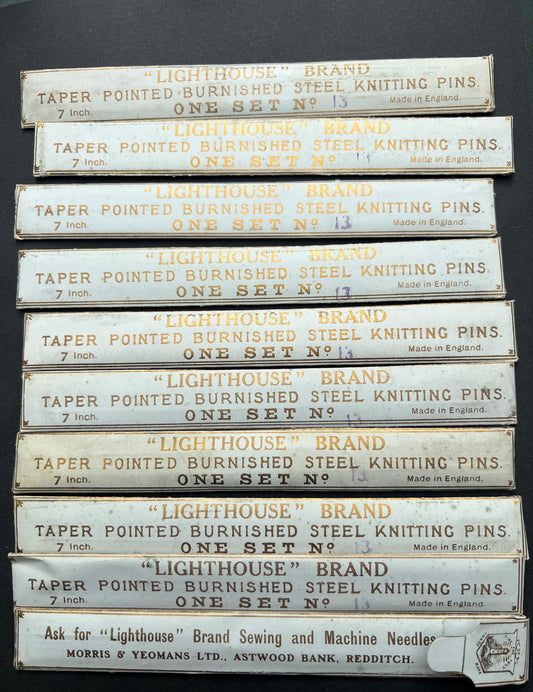 "LIGHTHOUSE" BRAND
TAPER POINTED BURNISHED STEEL KNITTING PINS.
7 Inch. ONE SET No 13 Made in England.
"LIGHTHOUSE" BRAND
TAPER POINTED BURNISHED STEEL KNITTING PINS.
7 Inch. ONE SET No Made in England.
"LIGHTHOUSE" BRAND
TAPER POINTED BURNISHED STEEL KNITTING PINS.
7 Inch. ONE SET No 13 Made in England.
"LIGHTHOUSE" BRAND
TAPER POINTED BURNISHED STEEL KNITTING PINS.
7 Inch. ONE SET No 13 Made in England.
"LIGHTHOUSE" BRAND
TAPER POINTED BURNISHED STEEL KNITTING PINS.
7 Inch. ONE SET No 13 Made in England.
"LIGHTHOUSE" BRAND
TAPER POINTED BURNISHED STEEL KNITTING PINS.
7 Inch. ONE SET No 13 Made in England.
"LIGHTHOUSE" BRAND
TAPER POINTED BURNISHED STEEL KNITTING PINS.
7 Inch. ONE SET No 13 Made in England.
"LIGHTHOUSE" BRAND
TAPER POINTED BURNISHED STEEL KNITTING PINS.
7 Inch. ONE SET No 13 Made in England.
"LIGHTHOUSE" BRAND
TAPER POINTED BURNISHED STEEL KNITTING PINS.
7 Inch. ONE SET No 13 Made in England.
Ask for "Lighthouse" Brand Sewing and Machine Needles
MORRIS & YEOMANS LTD., ASTWOOD BANK, REDDITCH.